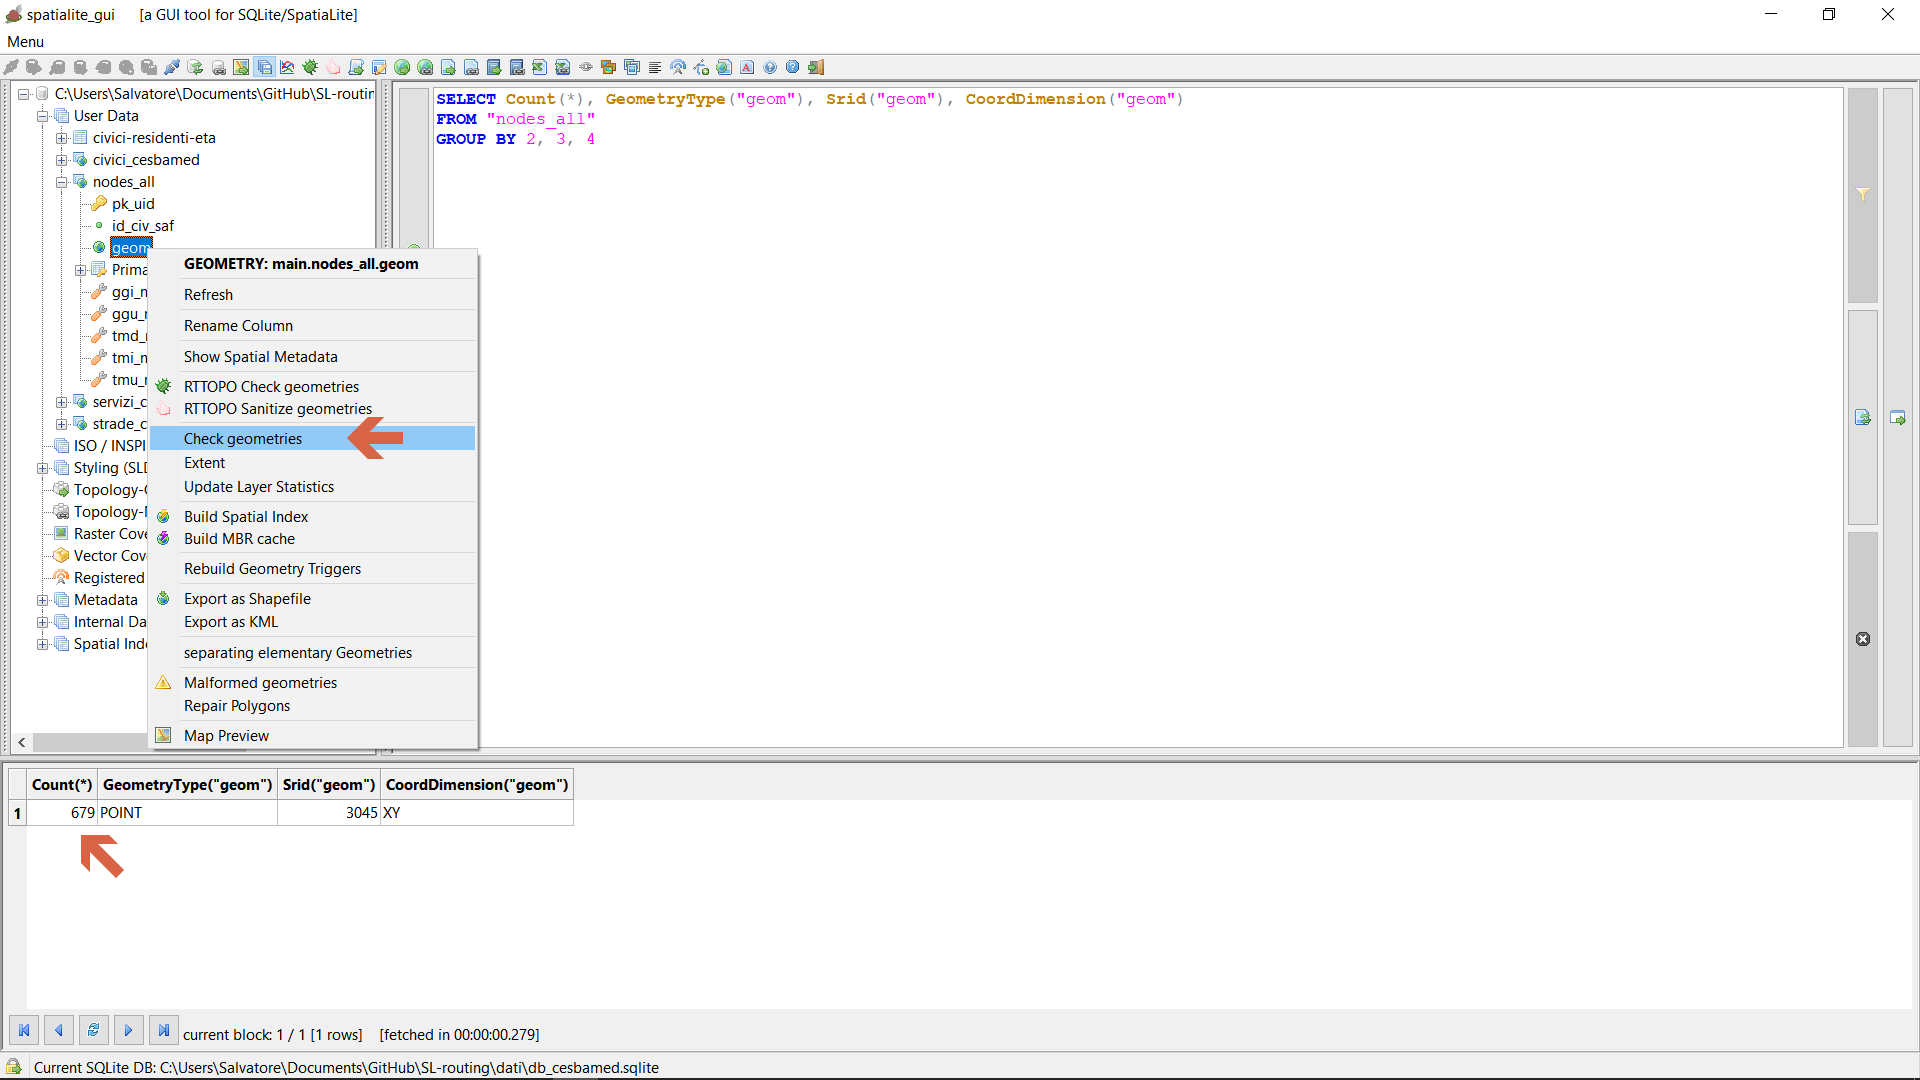 spatialite_gui [a GUI tool for SQLite/SpatiaLite]
Menu
C:\Users\Salvatore\Documents\GitHub\SL-routin
User Data
civici-residenti-eta
civici_cesbamed
nodes_all
pk_uid
id_civ_saf
geom
Prima
ggi_n
ggu_r
tmd_
tmi_n
tmu_r
servizi_c
strade_c
ISO / INSPI
Styling (SLD
Topology-
Topology-
Raster Cove
Vector Cov
Registered
Metadata
Internal Da
Spatial Inde
GEOMETRY: main.nodes_all.geom
Refresh
Rename Column
Show Spatial Metadata
RTTOPO Check geometries
RTTOPO Sanitize geometries
Check geometries
Extent
Update Layer Statistics
Build Spatial Index
Build MBR cache
Rebuild Geometry Triggers
Export as Shapefile
Export as KML
separating elementary Geometries
Malformed geometries
Repair Polygons
Map Preview
SELECT Count(*), GeometryType("geom"), Srid("geom"), CoordDimension("geom")
FROM "nodes_all"
GROUP BY 2, 3, 4
Count(*) GeometryType("geom") Srid("geom") CoordDimension("geom")
1 679 POINT 3045 XY
current block: 1 / 1 [1 rows] [fetched in 00:00:00.279]
Current SQLite DB: C:\Users\Salvatore\Documents\GitHub\SL-routing\dati\db_cesbamed.sqlite